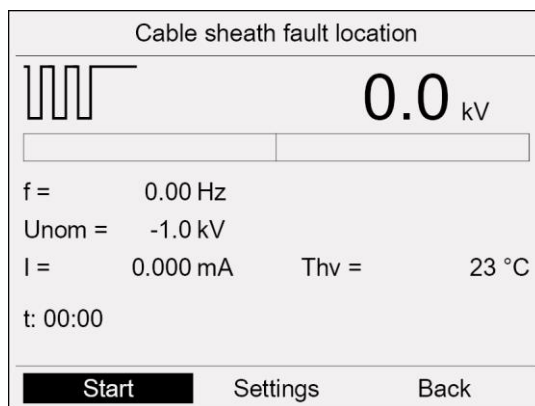 Cable sheath fault location
0.0 kV
f = 0.00 Hz
Unom = -1.0 kV
I = 0.000 mA Thv = 23 °C
t: 00:00
Start Settings Back